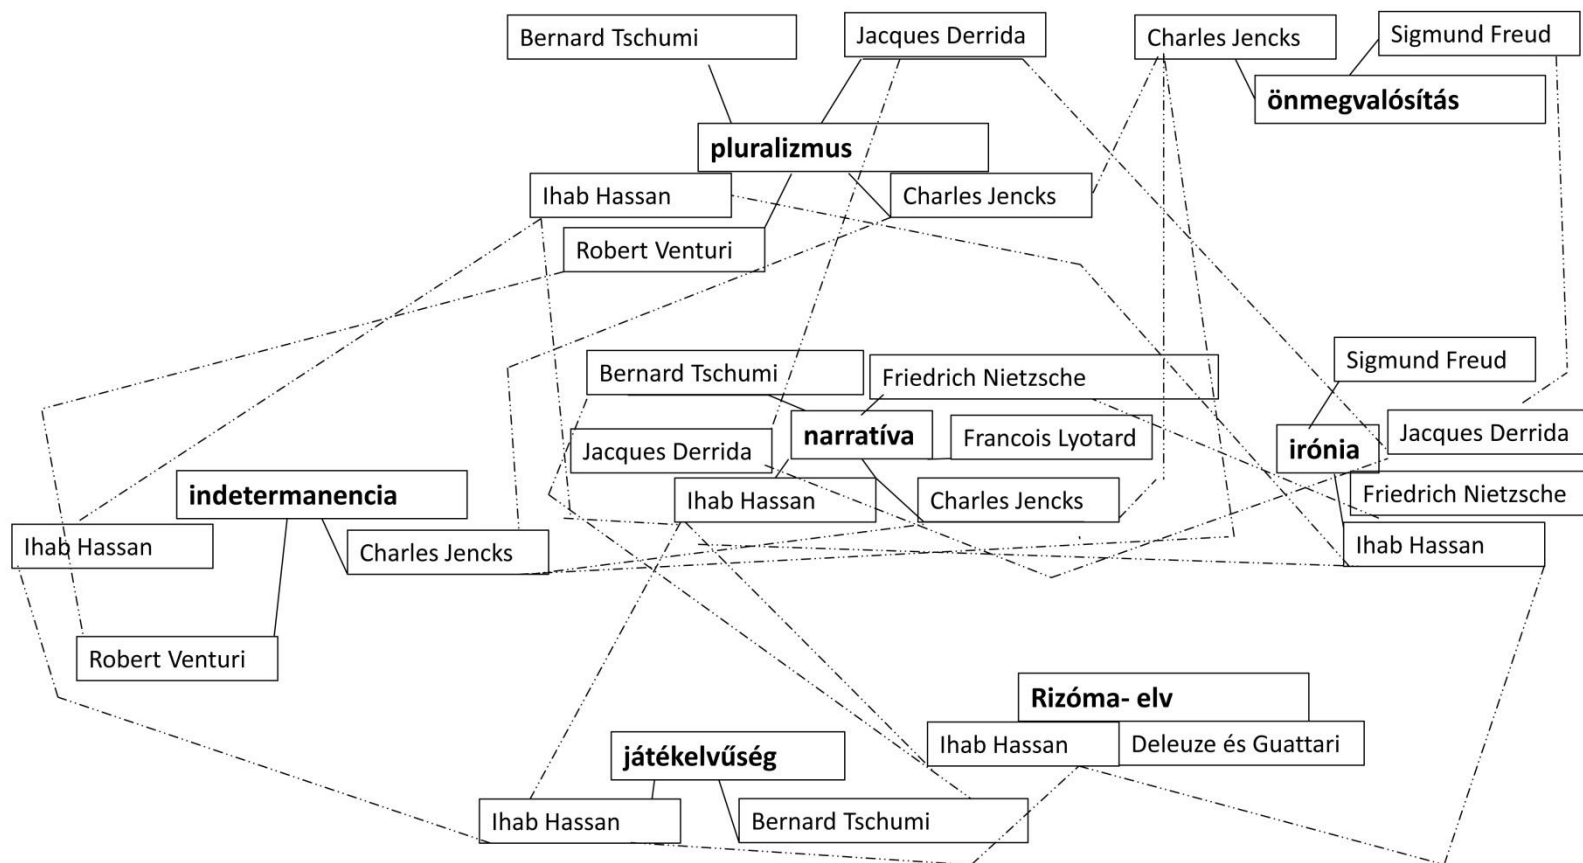 Bernard Tschumi
Jacques Derrida
Charles Jencks
Sigmund Freud
önmegvalósítás
pluralizmus
Ihab Hassan
Charles Jencks
Robert Venturi
Bernard Tschumi
Friedrich Nietzsche
Sigmund Freud
Jacques Derrida
narratíva
Francois Lyotard
irónia
Jacques Derrida
Friedrich Nietzsche
indetermanencia
Ihab Hassan
Charles Jencks
Ihab Hassan
Charles Jencks
Ihab Hassan
Robert Venturi
Rizóma- elv
Ihab Hassan
Deleuze és Guattari
játékelvűség
Ihab Hassan
Bernard Tschumi